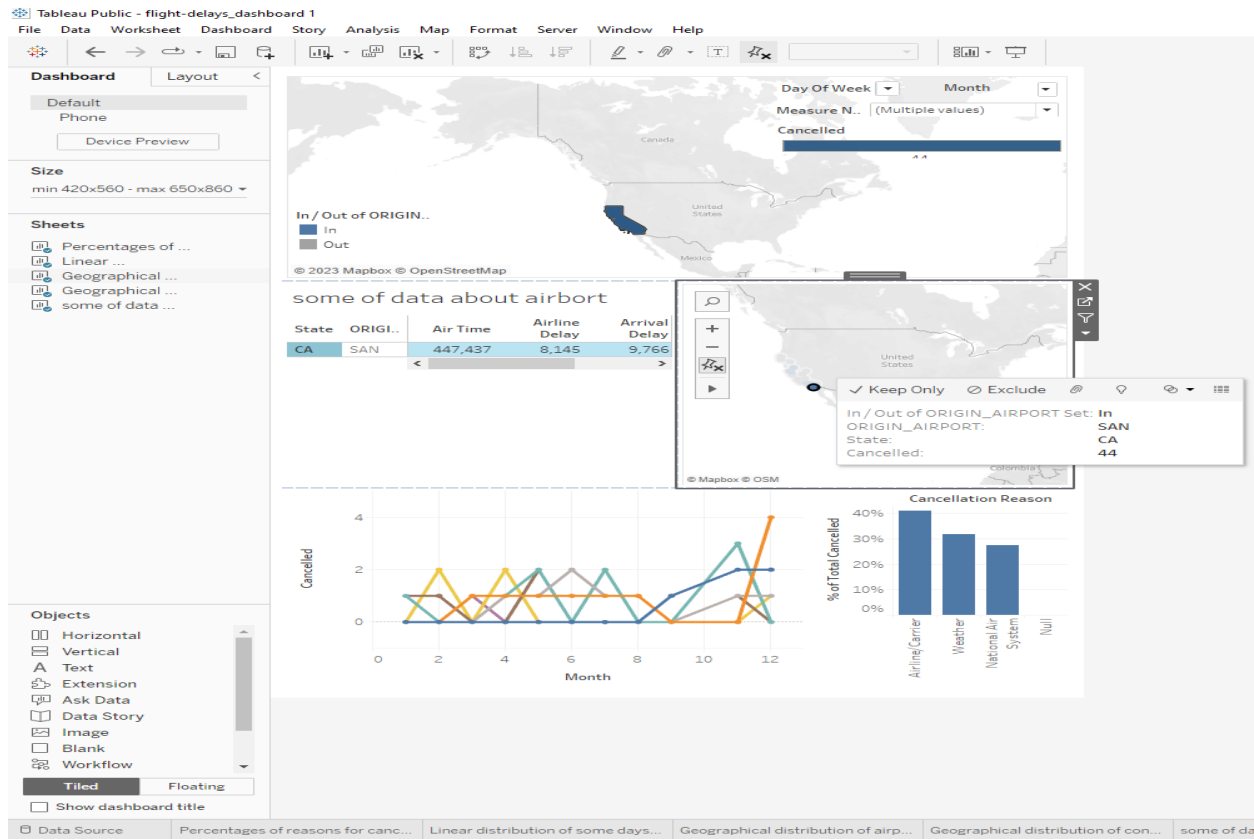 Tableau Public - flight-delays_dashboard 1
File Data Worksheet Dashboard Story Analysis Map Format Server Window Help
Dashboard Layout <
Default
Phone
Device Preview
Size
min 420x560 - max 650x860
Sheets
Percentages of ...
Linear ...
Geographical ...
Geographical ...
some of data ...
Objects
Horizontal
Vertical
A Text
Extension
Ask Data
Data Story
Image
Blank
Workflow
Tiled Floating
Show dashboard title
Day Of Week Month
Measure N.. (Multiple values)
Cancelled
44
Canada
United States
Mexico
In / Out of ORIGIN..
In
Out
© 2023 Mapbox © OpenStreetMap
some of data about airbort
State ORIGI.. Air Time Airline Delay Arrival Delay
CA SAN 447,437 8,145 9,766
United States
Keep Only Exclude
In / Out of ORIGIN_AIRPORT Set: In
ORIGIN_AIRPORT: SAN
State: CA
Cancelled: 44
Colombia
© Mapbox © OSM
Cancelled
4
2
0
0 2 4 6 8 10 12
Month
Cancellation Reason
% of Total Cancelled
40%
30%
20%
10%
0%
Airline/Carrier
Weather
National Air System
Null
Data Source Percentages of reasons for canc... Linear distribution of some days... Geographical distribution of airp... Geographical distribution of con... some of da